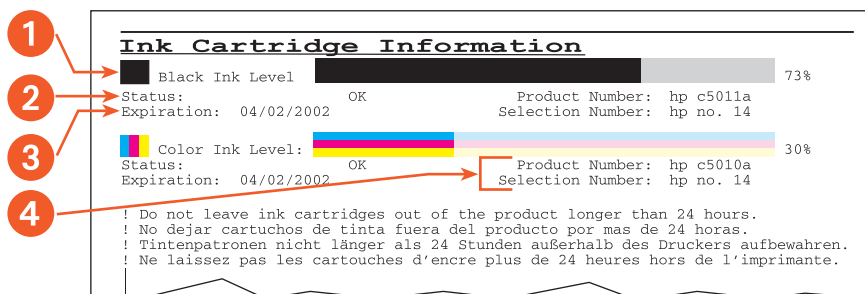 1
Ink Cartridge Information
Black Ink Level 73%
2
Status: OK Product Number: hp c5011a
Expiration: 04/02/2002 Selection Number: hp no. 14
3
Color Ink Level: 30%
Status: OK Product Number: hp c5010a
Expiration: 04/02/2002 Selection Number: hp no. 14
4
! Do not leave ink cartridges out of the product longer than 24 hours.
! No dejar cartuchos de tinta fuera del producto por mas de 24 horas.
! Tintenpatronen nicht länger als 24 Stunden außerhalb des Druckers aufbewahren.
! Ne laissez pas les cartouches d'encre plus de 24 heures hors de l'imprimante.